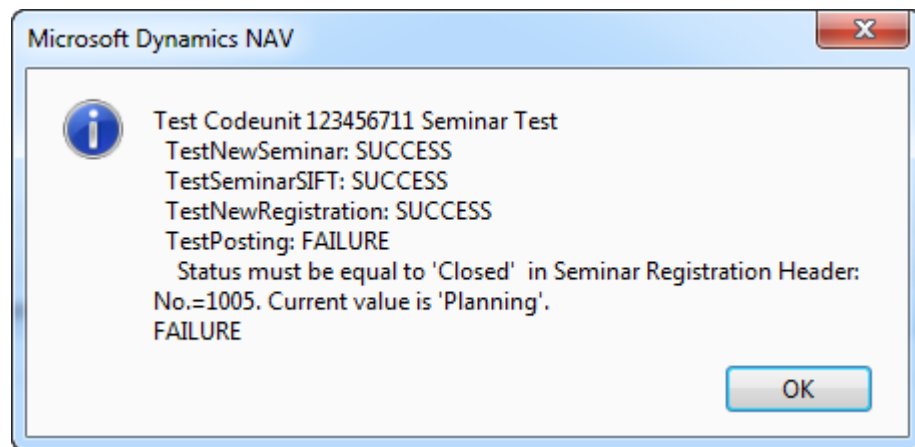 Microsoft Dynamics NAV
Test Codeunit 123456711 Seminar Test
TestNewSeminar: SUCCESS
TestSeminarSIFT: SUCCESS
TestNewRegistration: SUCCESS
TestPosting: FAILURE
Status must be equal to 'Closed'  in Seminar Registration Header:
No.=1005. Current value is 'Planning'.
FAILURE
OK